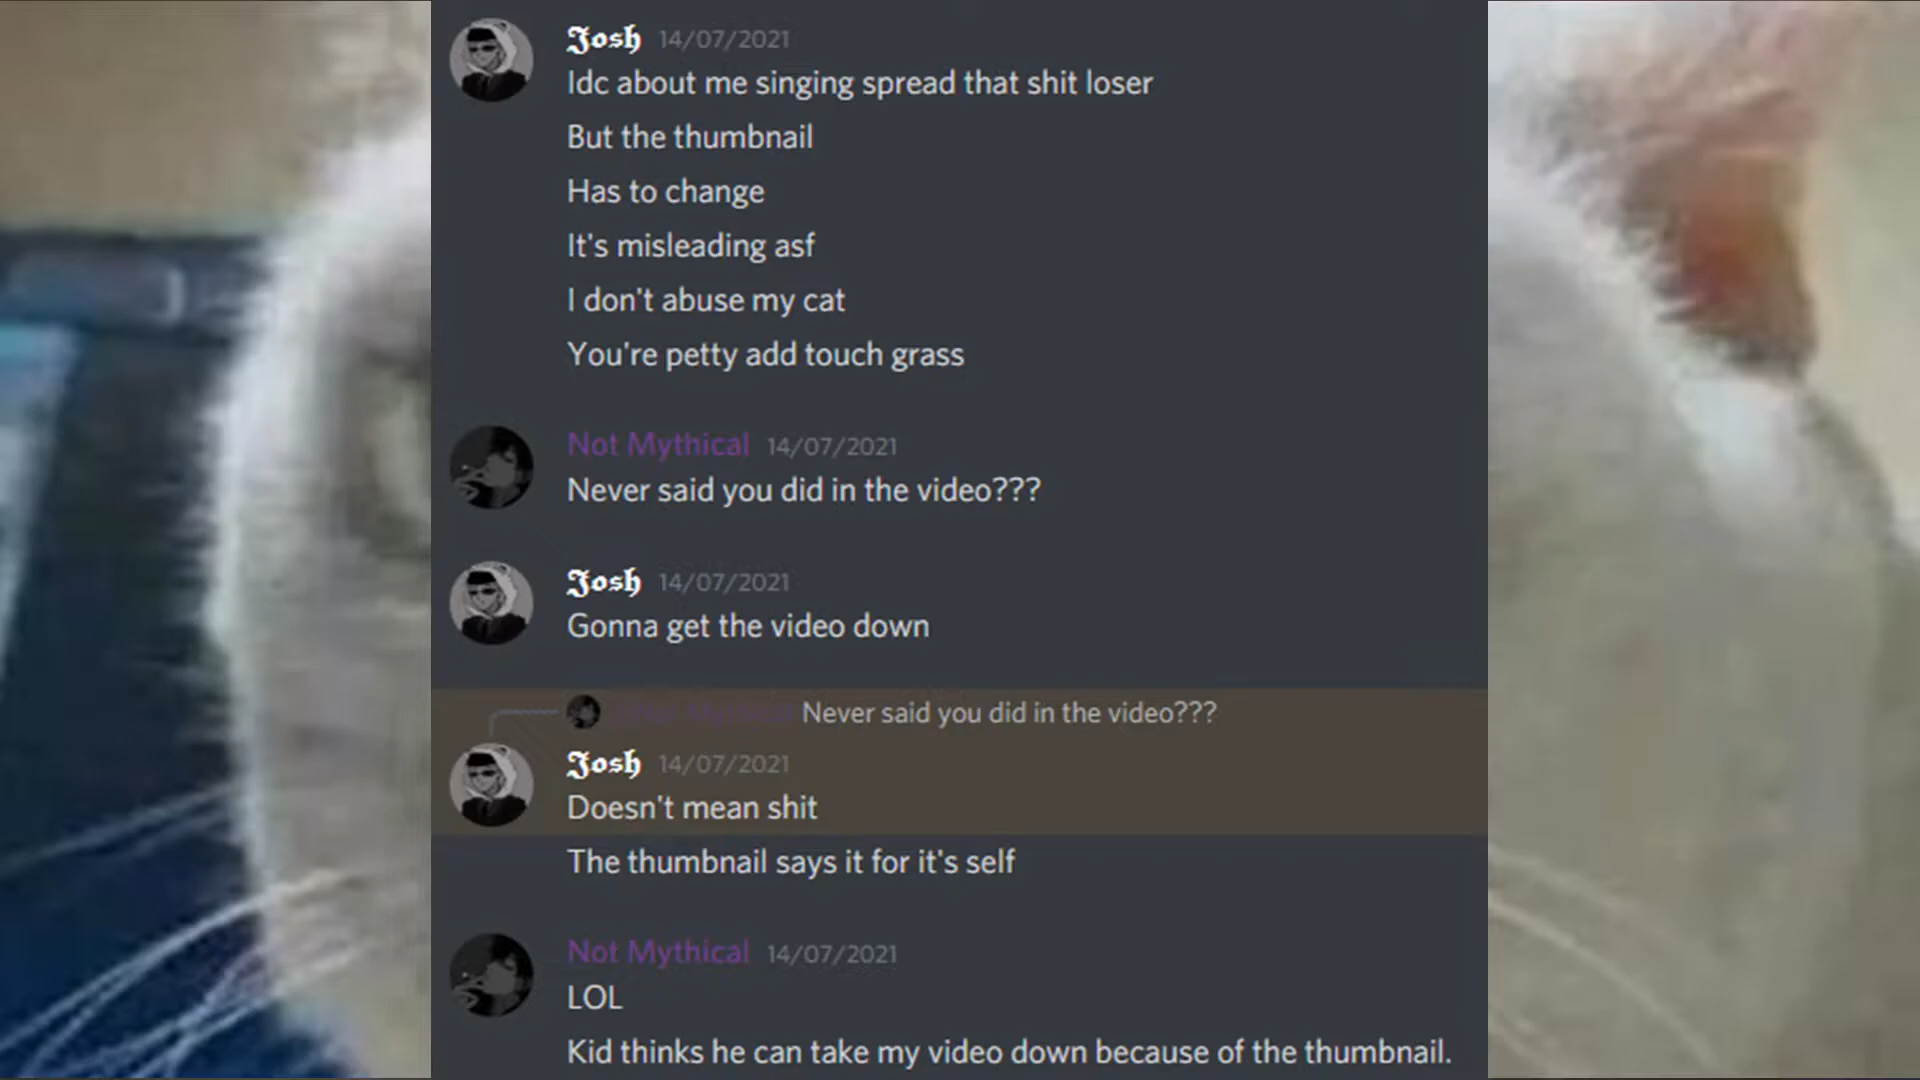 Josh 14/07/2021
Idc about me singing spread that shit loser
But the thumbnail
Has to change
It's misleading asf
I don't abuse my cat
You're petty add touch grass
Not Mythical 14/07/2021
Never said you did in the video???
Josh 14/07/2021
Gonna get the video down
Never said you did in the video???
Josh 14/07/2021
Doesn't mean shit
The thumbnail says it for it's self
Not Mythical 14/07/2021
LOL
Kid thinks he can take my video down because of the thumbnail.